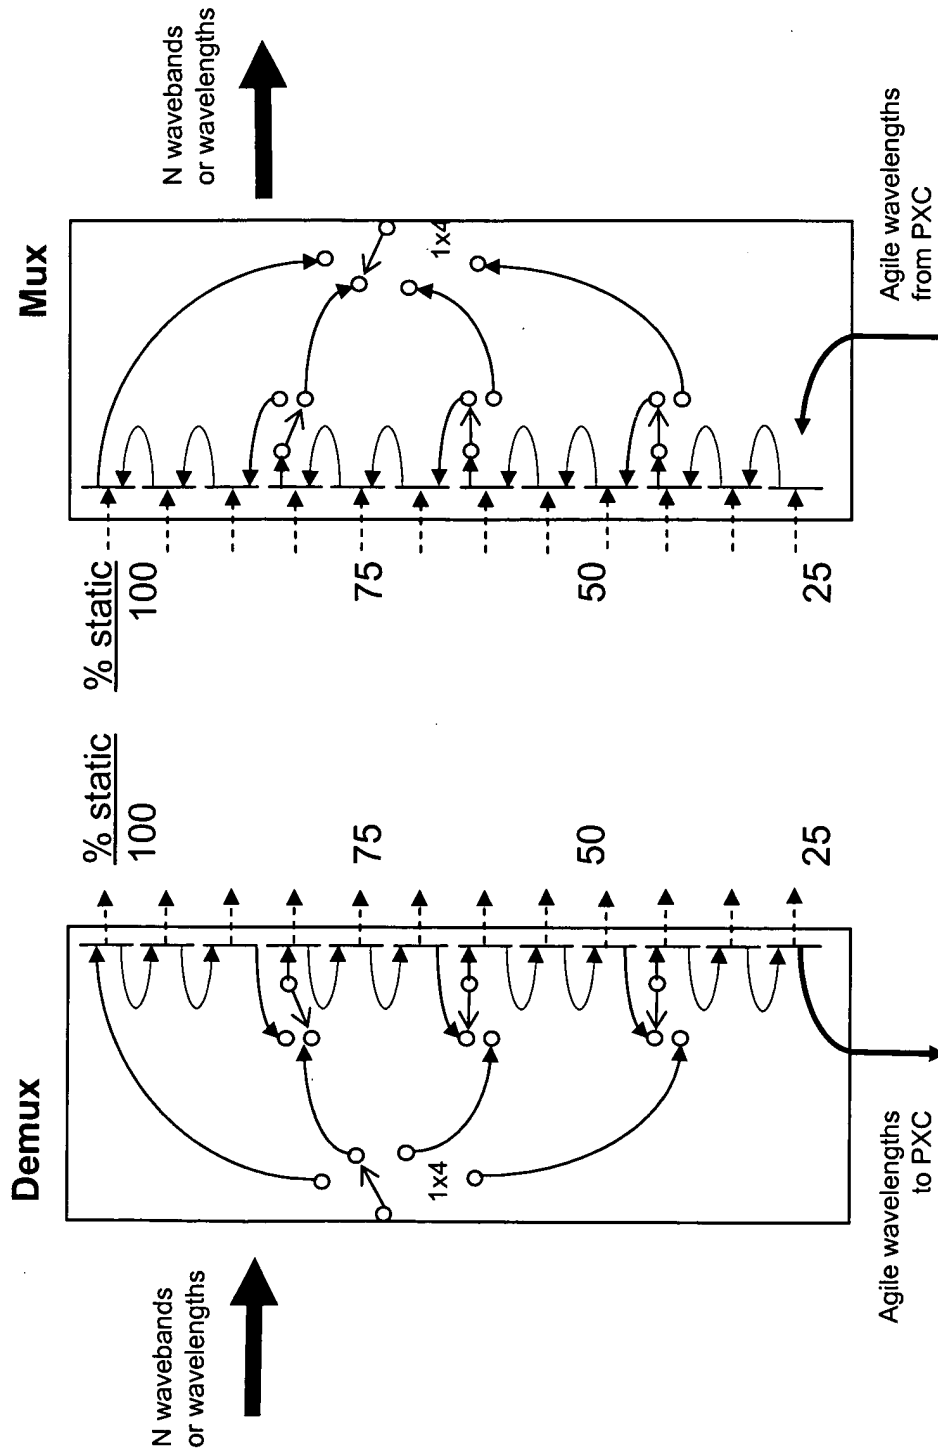 Demux
N wavebands
or wavelengths
1x4
% static
100
75
50
25
Agile wavelengths
to PXC
Mux
N wavebands
or wavelengths
1x4
% static
100
75
50
25
Agile wavelengths
from PXC